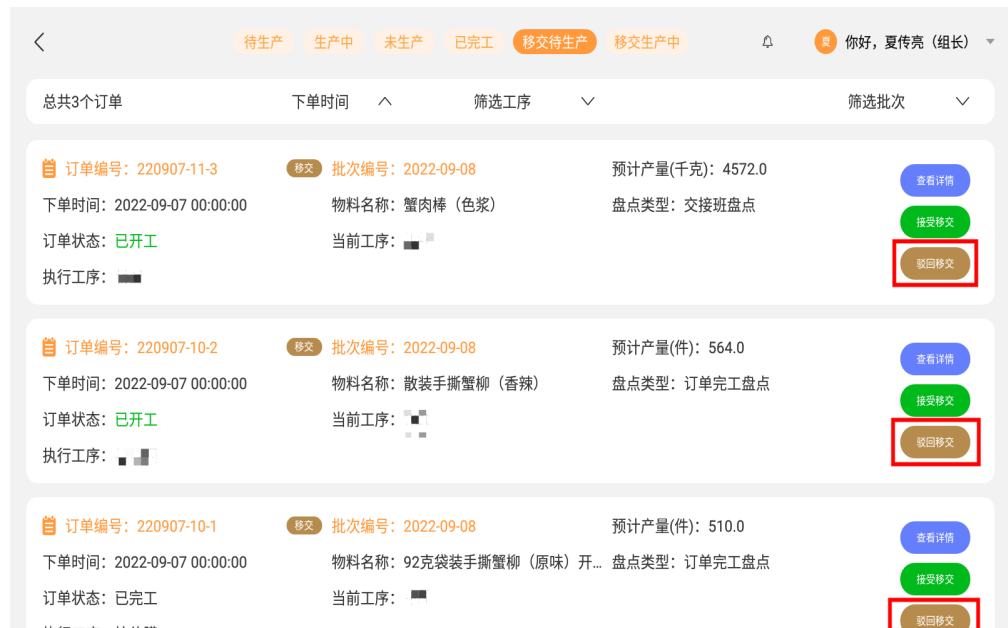 待生产 生产中 未生产 已完工 移交待生产 移交生产中 夏 你好，夏传亮（组长）
总共3个订单 下单时间 筛选工序 筛选批次
订单编号：220907-11-3 移交 批次编号：2022-09-08 预计产量(千克)：4572.0
查看详情
下单时间：2022-09-07 00:00:00 物料名称：蟹肉棒（色浆） 盘点类型：交接班盘点
接受移交
订单状态：已开工 当前工序：
驳回移交
执行工序：
订单编号：220907-10-2 移交 批次编号：2022-09-08 预计产量(件)：564.0
查看详情
下单时间：2022-09-07 00:00:00 物料名称：散装手撕蟹柳（香辣） 盘点类型：订单完工盘点
接受移交
订单状态：已开工 当前工序：
驳回移交
执行工序：
订单编号：220907-10-1 移交 批次编号：2022-09-08 预计产量(件)：510.0
查看详情
下单时间：2022-09-07 00:00:00 物料名称：92克袋装手撕蟹柳（原味）开... 盘点类型：订单完工盘点
接受移交
订单状态：已完工 当前工序：
驳回移交